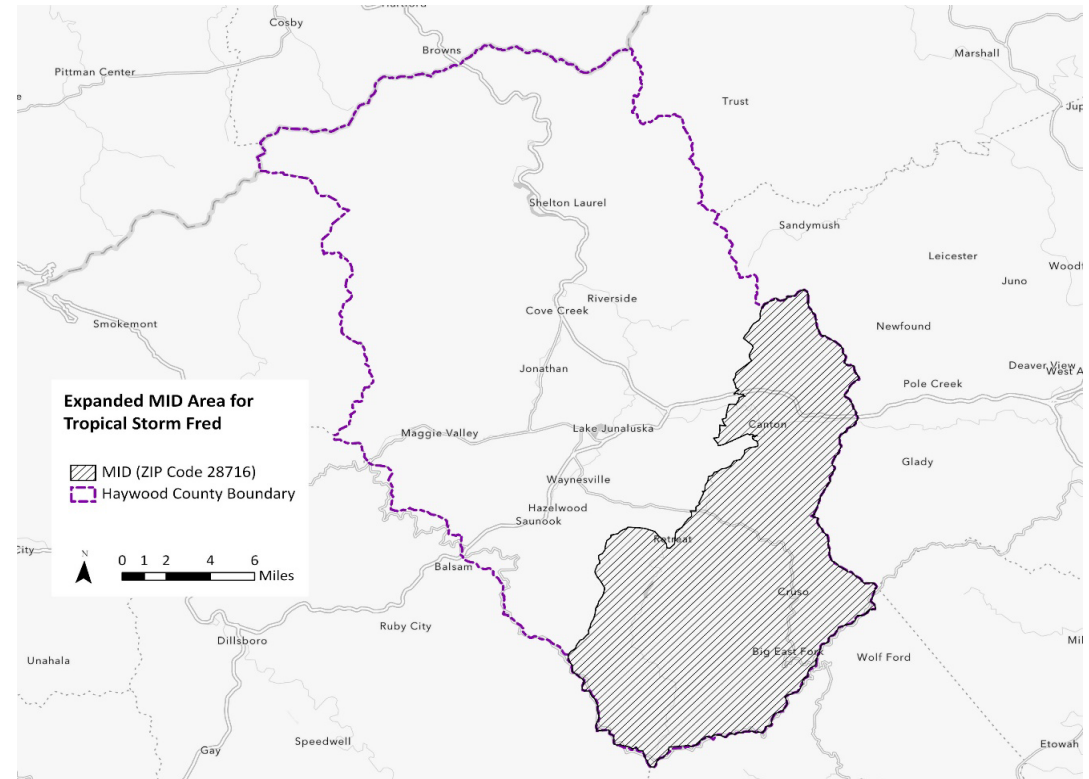 Cosby
Browns
Marshall
Pittman Center
Trust
Shelton Laurel
Sandymush
Leicester
Juno
Riverside
Cove Creek
Smokemont
Newfound
Jonathan
Deaver View
Pole Creek
Expanded MID Area for
Tropical Storm Fred
MID (ZIP Code 28716)
Haywood County Boundary
N
0 1 2 4 6
Miles
Maggie Valley
Lake Junaluska
Canton
Glady
Waynesville
Hazelwood
Saunook
Retreat
City
Balsam
Cruso
Ruby City
Dillsboro
Big East Fork
Wolf Ford
Unahala
Speedwell
Gay
Etowah